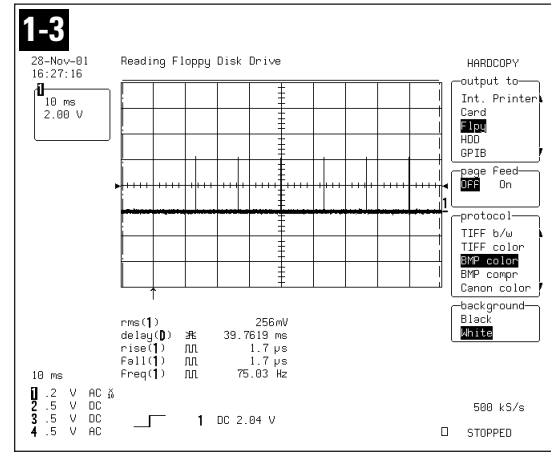 1-3
28-Nov-01
16:27:16
Reading Floppy Disk Drive
1
10 ms
2.00 V
HARDCOPY
output to
Int. Printer
Card
Flpy
HDD
GPIB
page Feed
OFF On
protocol
TIFF b/w
TIFF color
BMP color
BMP compr
Canon color
background
Black
White
1
rms(1) 256mV
delay(1) 39.7619 ms
rise(1) 1.7 µs
Fall(1) 1.7 µs
Freq(1) 75.03 Hz
10 ms
1 .2 V AC X10
2 .5 V DC
3 .5 V DC
4 .5 V AC
1 DC 2.04 V
500 kS/s
STOPPED